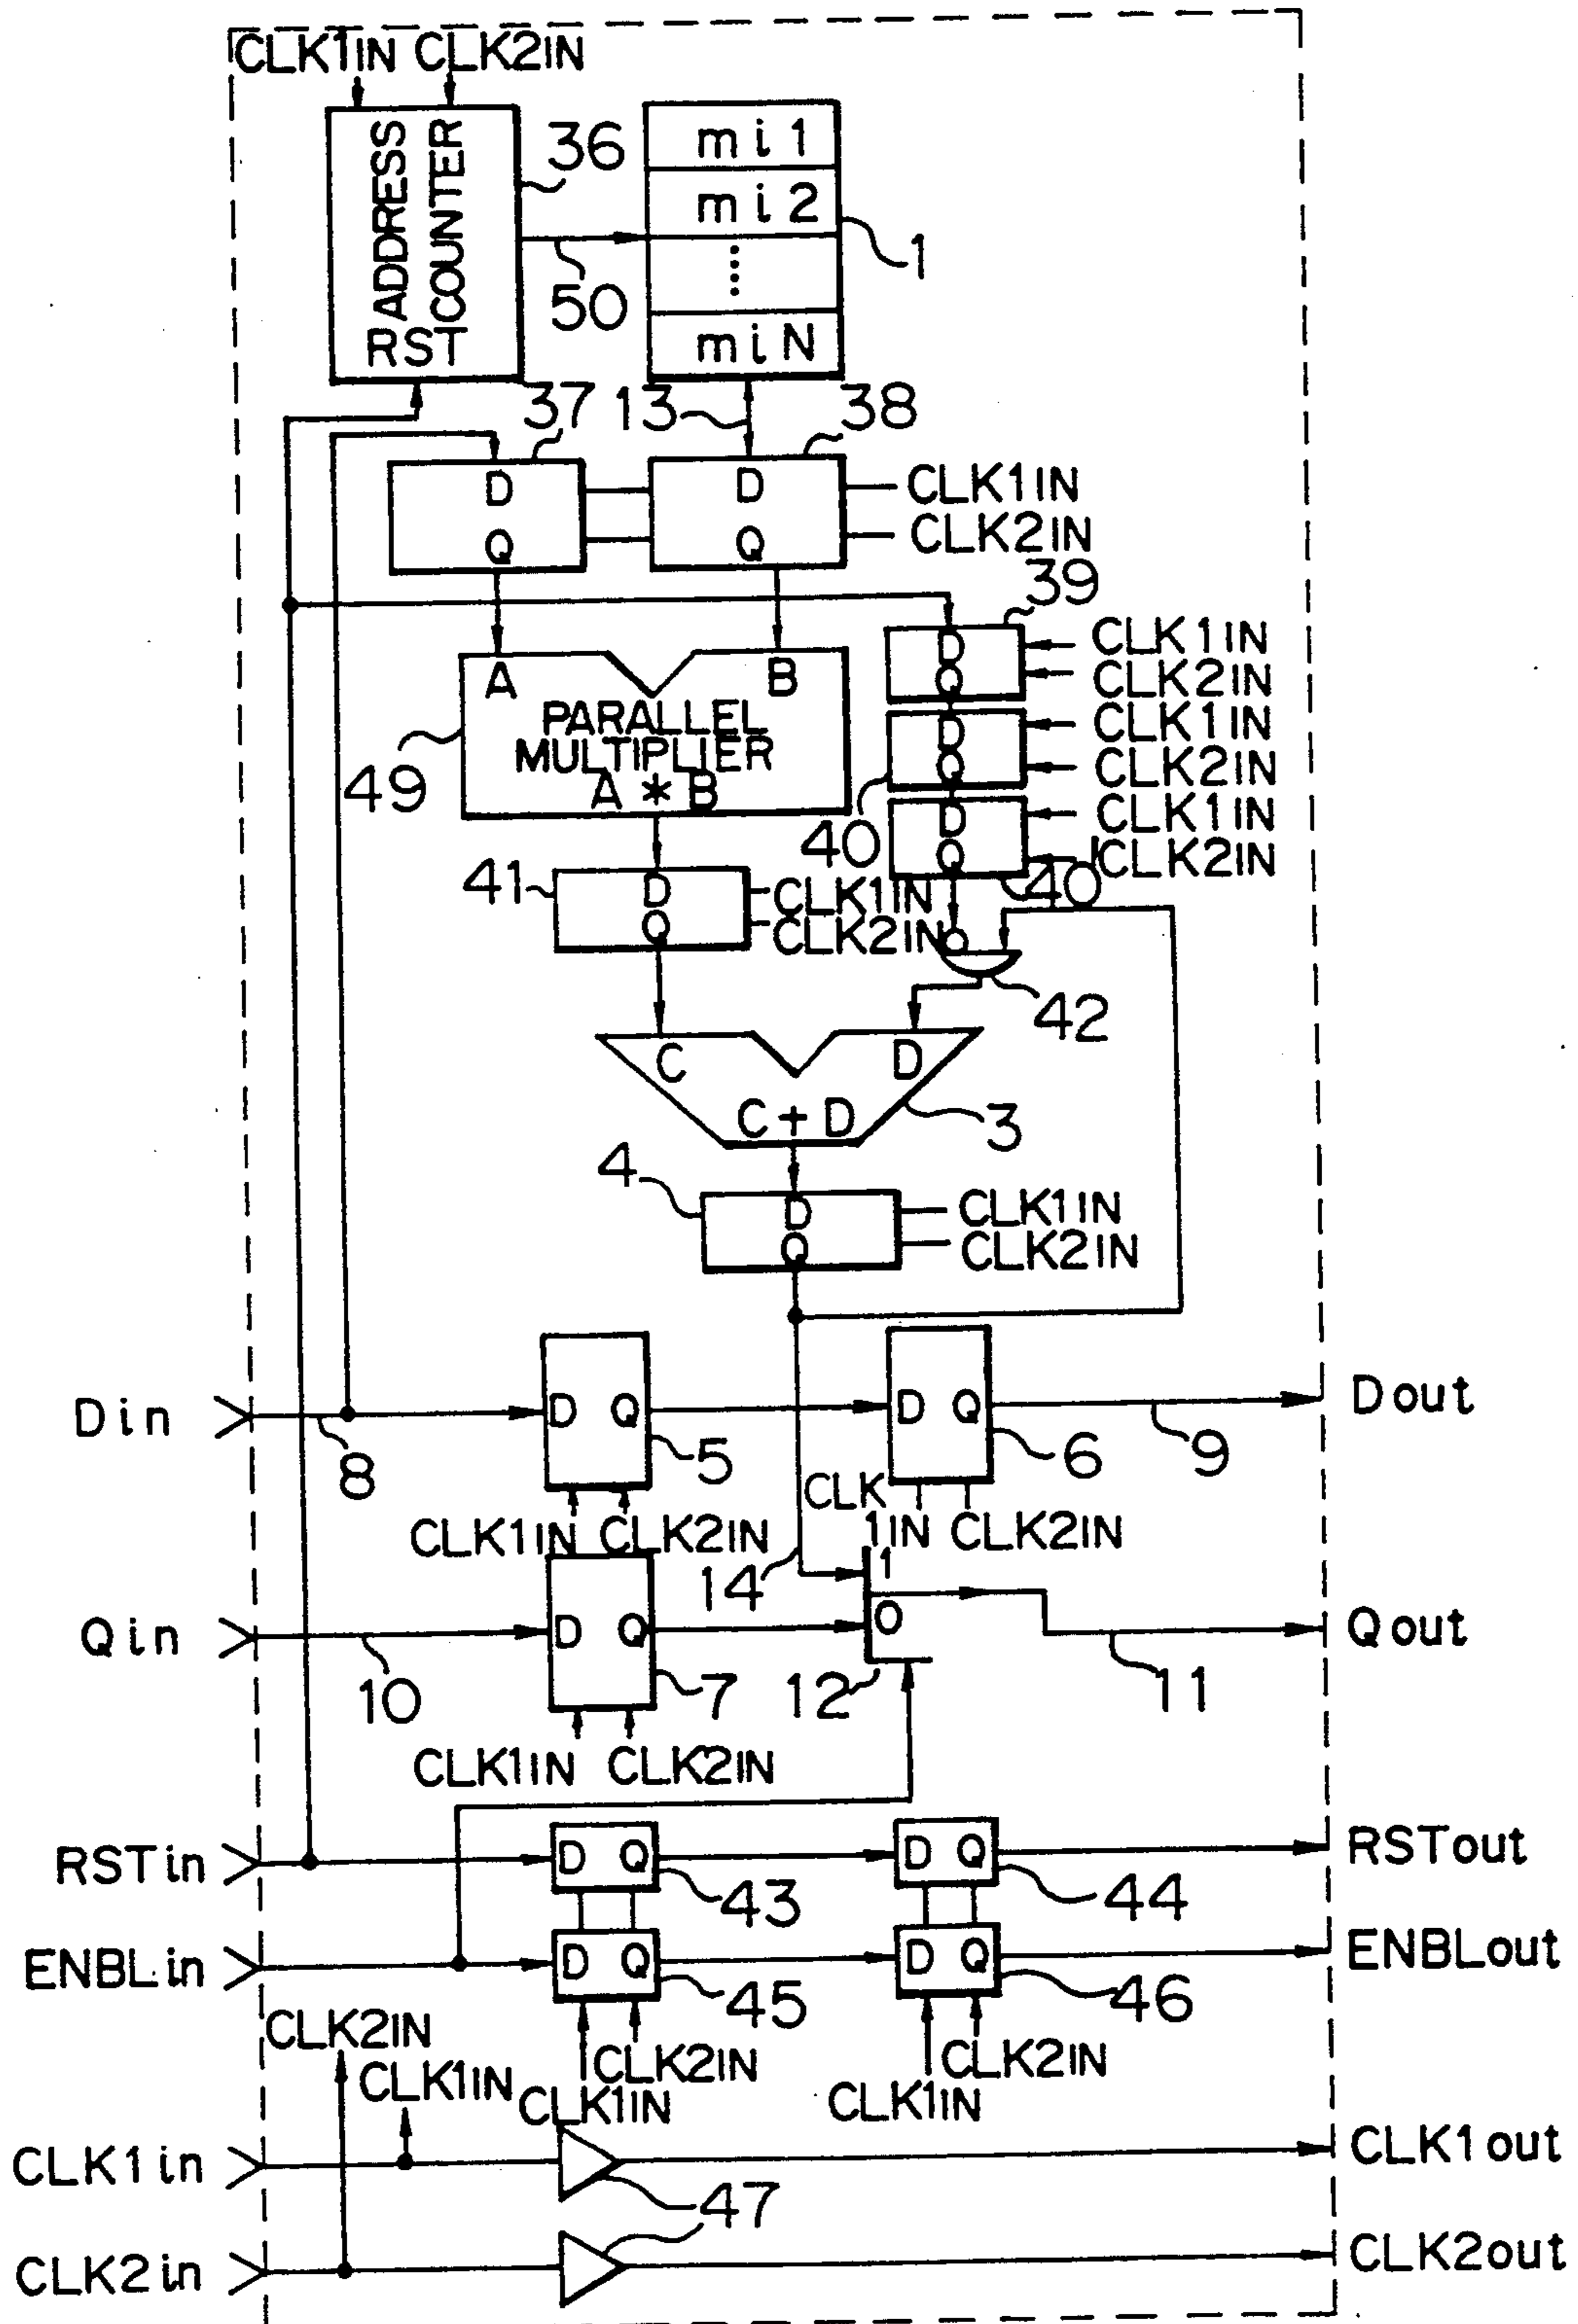 CLK1IN CLK2IN
ADDRESS
COUNTER
RST
36
mi1
mi2
miN
1
50
37
13
38
D
Q
D
Q
CLK1IN
CLK2IN
39
D
Q
CLK1IN
CLK2IN
A
B
PARALLEL
MULTIPLIER
A * B
49
D
Q
CLK1IN
CLK2IN
40
D
Q
CLK1IN
CLK2IN
40'
41
D
Q
CLK1IN
CLK2IN
42
C
D
C + D
3
4
D
Q
CLK1IN
CLK2IN
Din
8
D Q
5
CLK1IN CLK2IN
D Q
6
CLK
1IN CLK2IN
9
Dout
Qin
10
D Q
7
CLK1IN CLK2IN
14
1
0
12
11
Qout
RSTin
D Q
43
D Q
44
RSTout
ENBLin
D Q
45
D Q
46
ENBLout
CLK2IN
CLK1IN
CLK2IN
CLK1IN
CLK2IN
CLK1IN
CLK1in
47
CLK1out
CLK2in
CLK2out